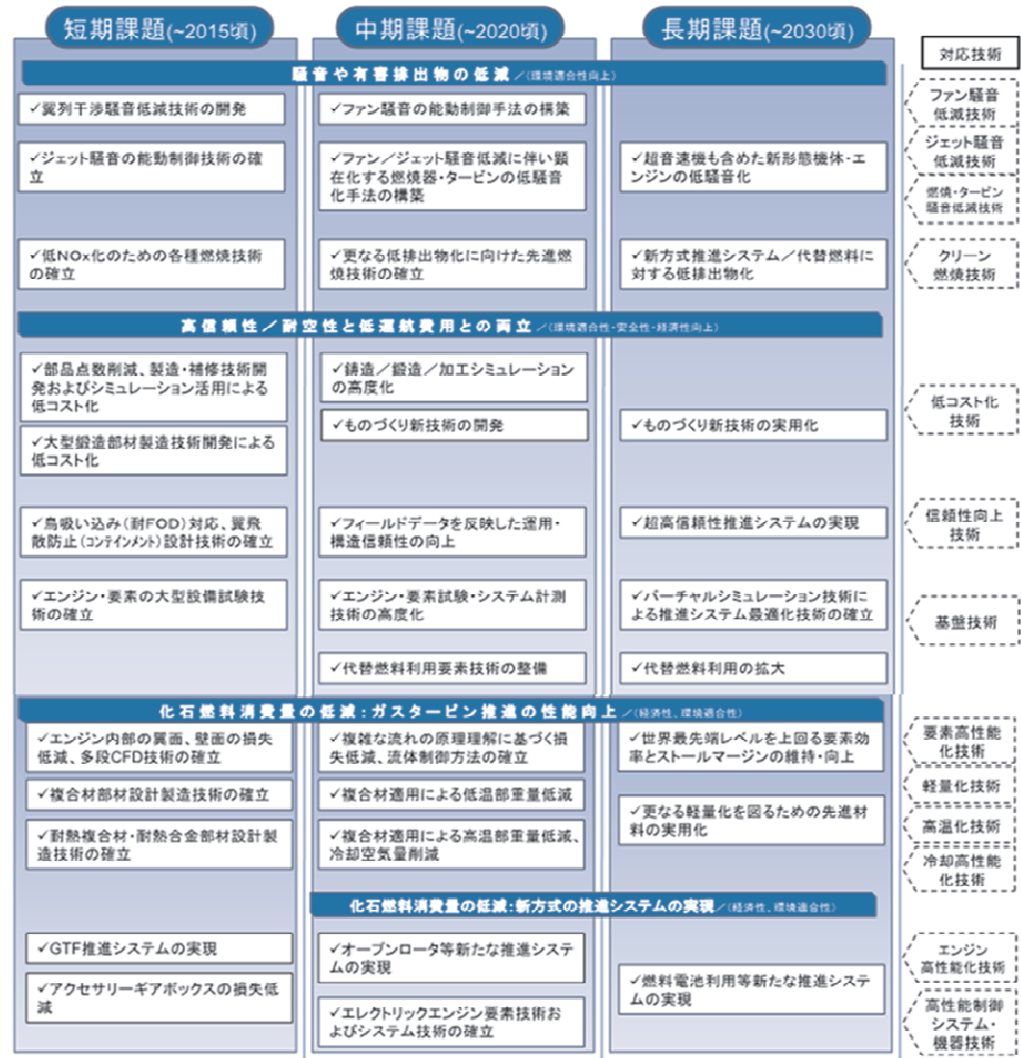 短期課題(~2015頃)
中期課題(~2020頃)
長期課題(~2030頃)
対応技術
騒音や有害排出物の低減／(環境適合性向上)
✓翼列干渉騒音低減技術の開発
✓ファン騒音の能動制御手法の構築
ファン騒音
低減技術
✓ジェット騒音の能動制御技術の確
立
✓ファン／ジェット騒音低減に伴い顕
在化する燃焼器・タービンの低騒音
化手法の構築
✓超音速機も含めた新形態機体・エ
ンジンの低騒音化
ジェット騒音
低減技術
燃焼・タービン
騒音低減技術
✓低NOx化のための各種燃焼技術
の確立
✓更なる低排出物化に向けた先進燃
焼技術の確立
✓新方式推進システム／代替燃料に
対する低排出物化
クリーン
燃焼技術
高信頼性／耐空性と低運航費用との両立／(環境適合性・安全性・経済性向上)
✓部品点数削減、製造・補修技術開
発およびシミュレーション活用による
低コスト化
✓鋳造／鍛造／加工シミュレーション
の高度化
✓大型鍛造部材製造技術開発による
低コスト化
✓ものづくり新技術の開発
✓ものづくり新技術の実用化
低コスト化
技術
✓鳥吸い込み(耐FOD)対応、翼飛
散防止(コンテインメント)設計技術の確立
✓フィールドデータを反映した運用・
構造信頼性の向上
✓超高信頼性推進システムの実現
信頼性向上
技術
✓エンジン・要素の大型設備試験技
術の確立
✓エンジン・要素試験・システム計測
技術の高度化
✓バーチャルシミュレーション技術に
よる推進システム最適化技術の確立
基盤技術
✓代替燃料利用要素技術の整備
✓代替燃料利用の拡大
化石燃料消費量の低減：ガスタービン推進の性能向上／(経済性、環境適合性)
✓エンジン内部の翼面、壁面の損失
低減、多段CFD技術の確立
✓複雑な流れの原理理解に基づく損
失低減、流体制御方法の確立
✓世界最先端レベルを上回る要素効
率とストールマージンの維持・向上
要素高性能
化技術
✓複合材部材設計製造技術の確立
✓複合材適用による低温部重量低減
✓更なる軽量化を図るための先進材
料の実用化
軽量化技術
✓耐熱複合材・耐熱合金部材設計製
造技術の確立
✓複合材適用による高温部重量低減、
冷却空気量削減
高温化技術
冷却高性能
化技術
化石燃料消費量の低減：新方式の推進システムの実現／(経済性、環境適合性)
✓GTF推進システムの実現
✓オープンロータ等新たな推進システ
ムの実現
エンジン
高性能化技術
✓アクセサリーギアボックスの損失低
減
✓エレクトリックエンジン要素技術お
よびシステム技術の確立
✓燃料電池利用等新たな推進システ
ムの実現
高性能制御
システム・
機器技術